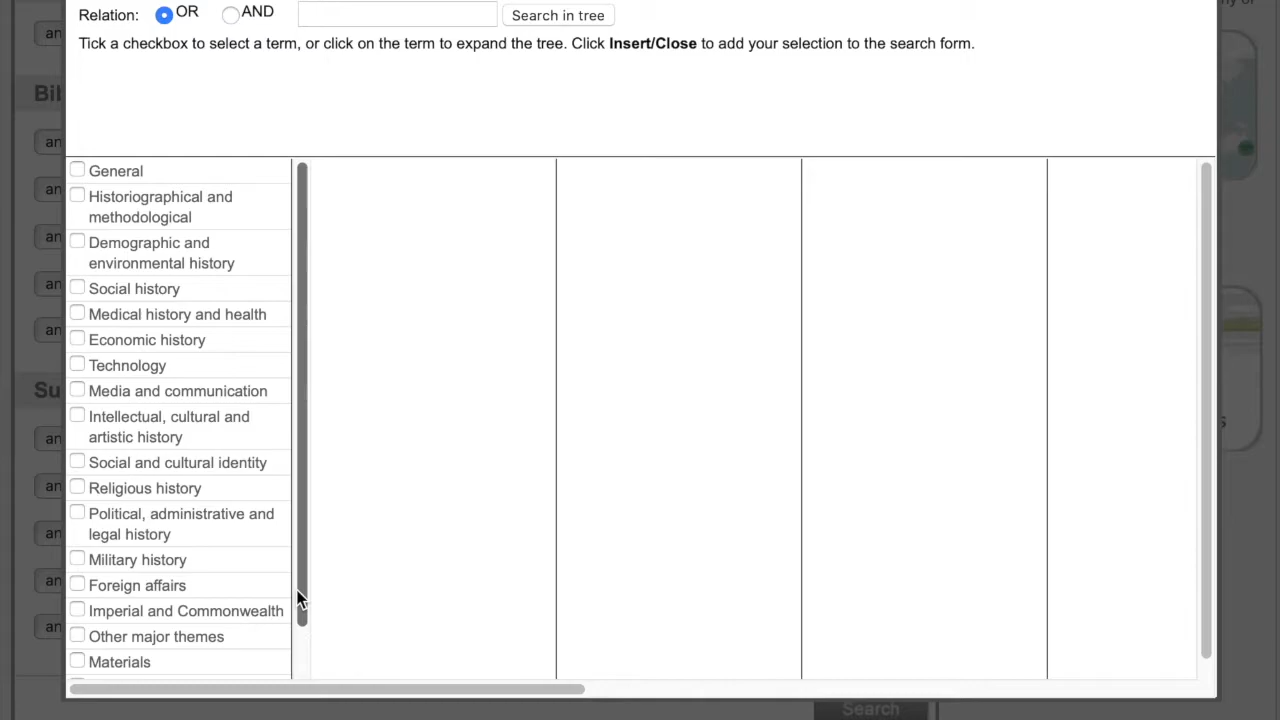 Relation: OR AND Search in tree
Tick a checkbox to select a term, or click on the term to expand the tree. Click Insert/Close to add your selection to the search form.
General
Historiographical and
methodological
Demographic and
environmental history
Social history
Medical history and health
Economic history
Technology
Media and communication
Intellectual, cultural and
artistic history
Social and cultural identity
Religious history
Political, administrative and
legal history
Military history
Foreign affairs
Imperial and Commonwealth
Other major themes
Materials
Search